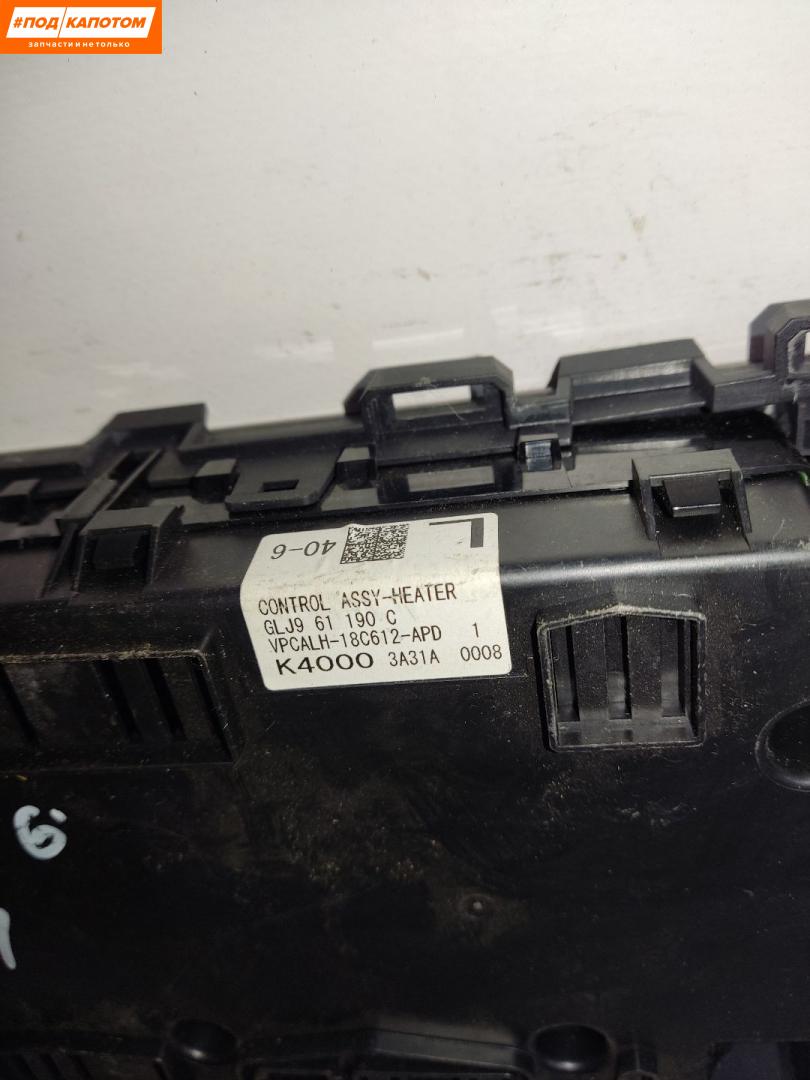 #ПОД КАПОТОМ
запчасти и не только
40-6
CONTROL ASSY-HEATER
GLJ9 61 190 C
VPCALH-18C612-APD 1
K4000 3A31A 0008
6